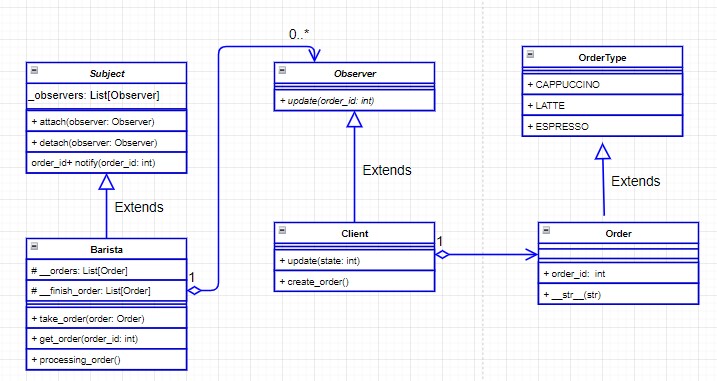 Subject
_observers: List[Observer]
+ attach(observer: Observer)
+ detach(observer: Observer)
order_id+ notify(order_id: int)
0..*
Observer
+ update(order_id: int)
OrderType
+ CAPPUCCINO
+ LATTE
+ ESPRESSO
Extends
Extends
Extends
Barista
# __orders: List[Order]
# __finish_order: List[Order]
+ take_order(order: Order)
+ get_order(order_id: int)
+ processing_order()
1
Client
+ update(state: int)
+ create_order()
1
Order
+ order_id:  int
+ __str__(str)